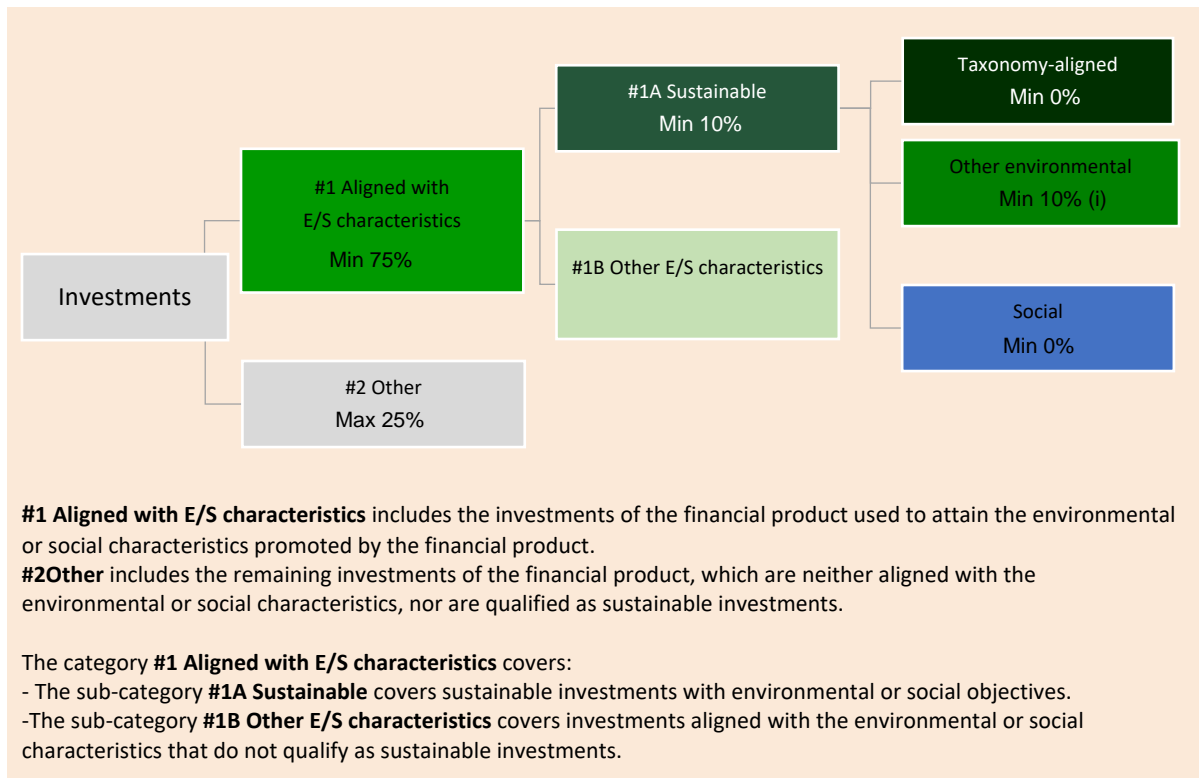 Investments
#1 Aligned with
E/S characteristics
Min 75%
#2 Other
Max 25%
#1A Sustainable
Min 10%
#1B Other E/S characteristics
Taxonomy-aligned
Min 0%
Other environmental
Min 10% (i)
Social
Min 0%
#1 Aligned with E/S characteristics includes the investments of the financial product used to attain the environmental
or social characteristics promoted by the financial product.
#2Other includes the remaining investments of the financial product, which are neither aligned with the
environmental or social characteristics, nor are qualified as sustainable investments.
The category #1 Aligned with E/S characteristics covers:
- The sub-category #1A Sustainable covers sustainable investments with environmental or social objectives.
-The sub-category #1B Other E/S characteristics covers investments aligned with the environmental or social
characteristics that do not qualify as sustainable investments.